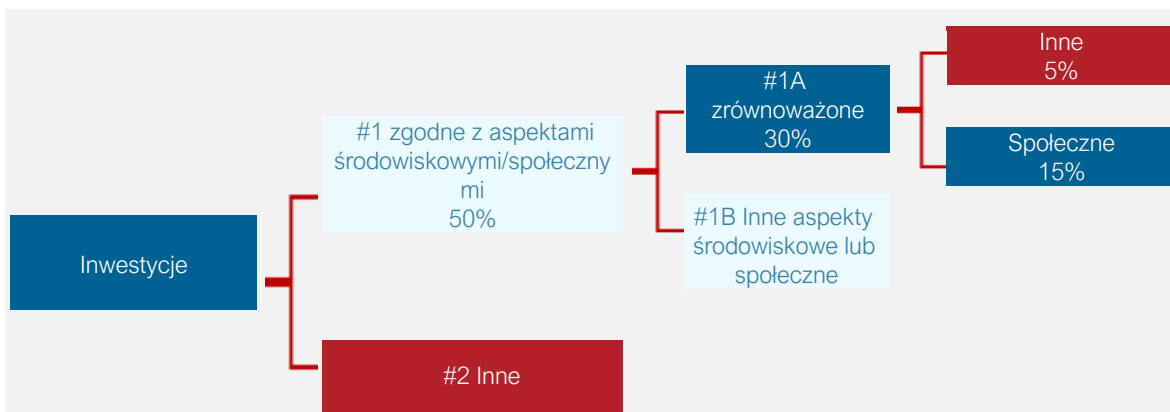 Inwestycje
#1 zgodne z aspektami
środowiskowymi/społeczny
mi
50%
#2 Inne
#1A
zrównoważone
30%
#1B Inne aspekty
środowiskowe lub
społeczne
Inne
5%
Społeczne
15%